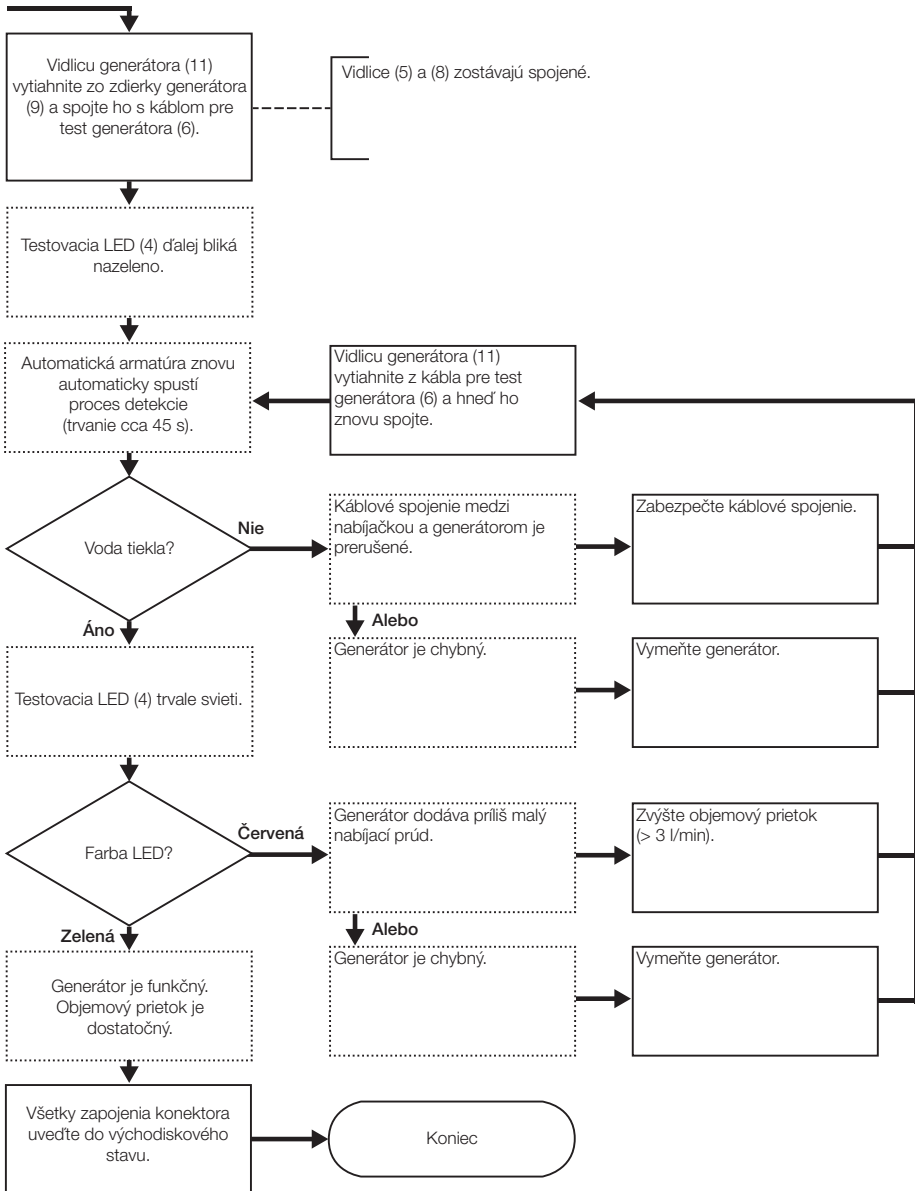 Vidlicu generátora (11)
vytiahnite zo zdierky generátora
(9) a spojte ho s káblom pre
test generátora (6).
Vidlice (5) a (8) zostávajú spojené.
Testovacia LED (4) ďalej bliká
nazeleno.
Automatická armatúra znovu
automaticky spustí
proces detekcie
(trvanie cca 45 s).
Vidlicu generátora (11)
vytiahnite z kábla pre test
generátora (6) a hneď ho
znovu spojte.
Voda tiekla?
Nie
Káblové spojenie medzi
nabíjačkou a generátorom je
prerušené.
Zabezpečte káblové spojenie.
Alebo
Generátor je chybný.
Vymeňte generátor.
Áno
Testovacia LED (4) trvale svieti.
Farba LED?
Červená
Generátor dodáva príliš malý
nabíjací prúd.
Zvýšte objemový prietok
(> 3 l/min).
Alebo
Generátor je chybný.
Vymeňte generátor.
Zelená
Generátor je funkčný.
Objemový prietok je
dostatočný.
Všetky zapojenia konektora
uveďte do východiskového
stavu.
Koniec